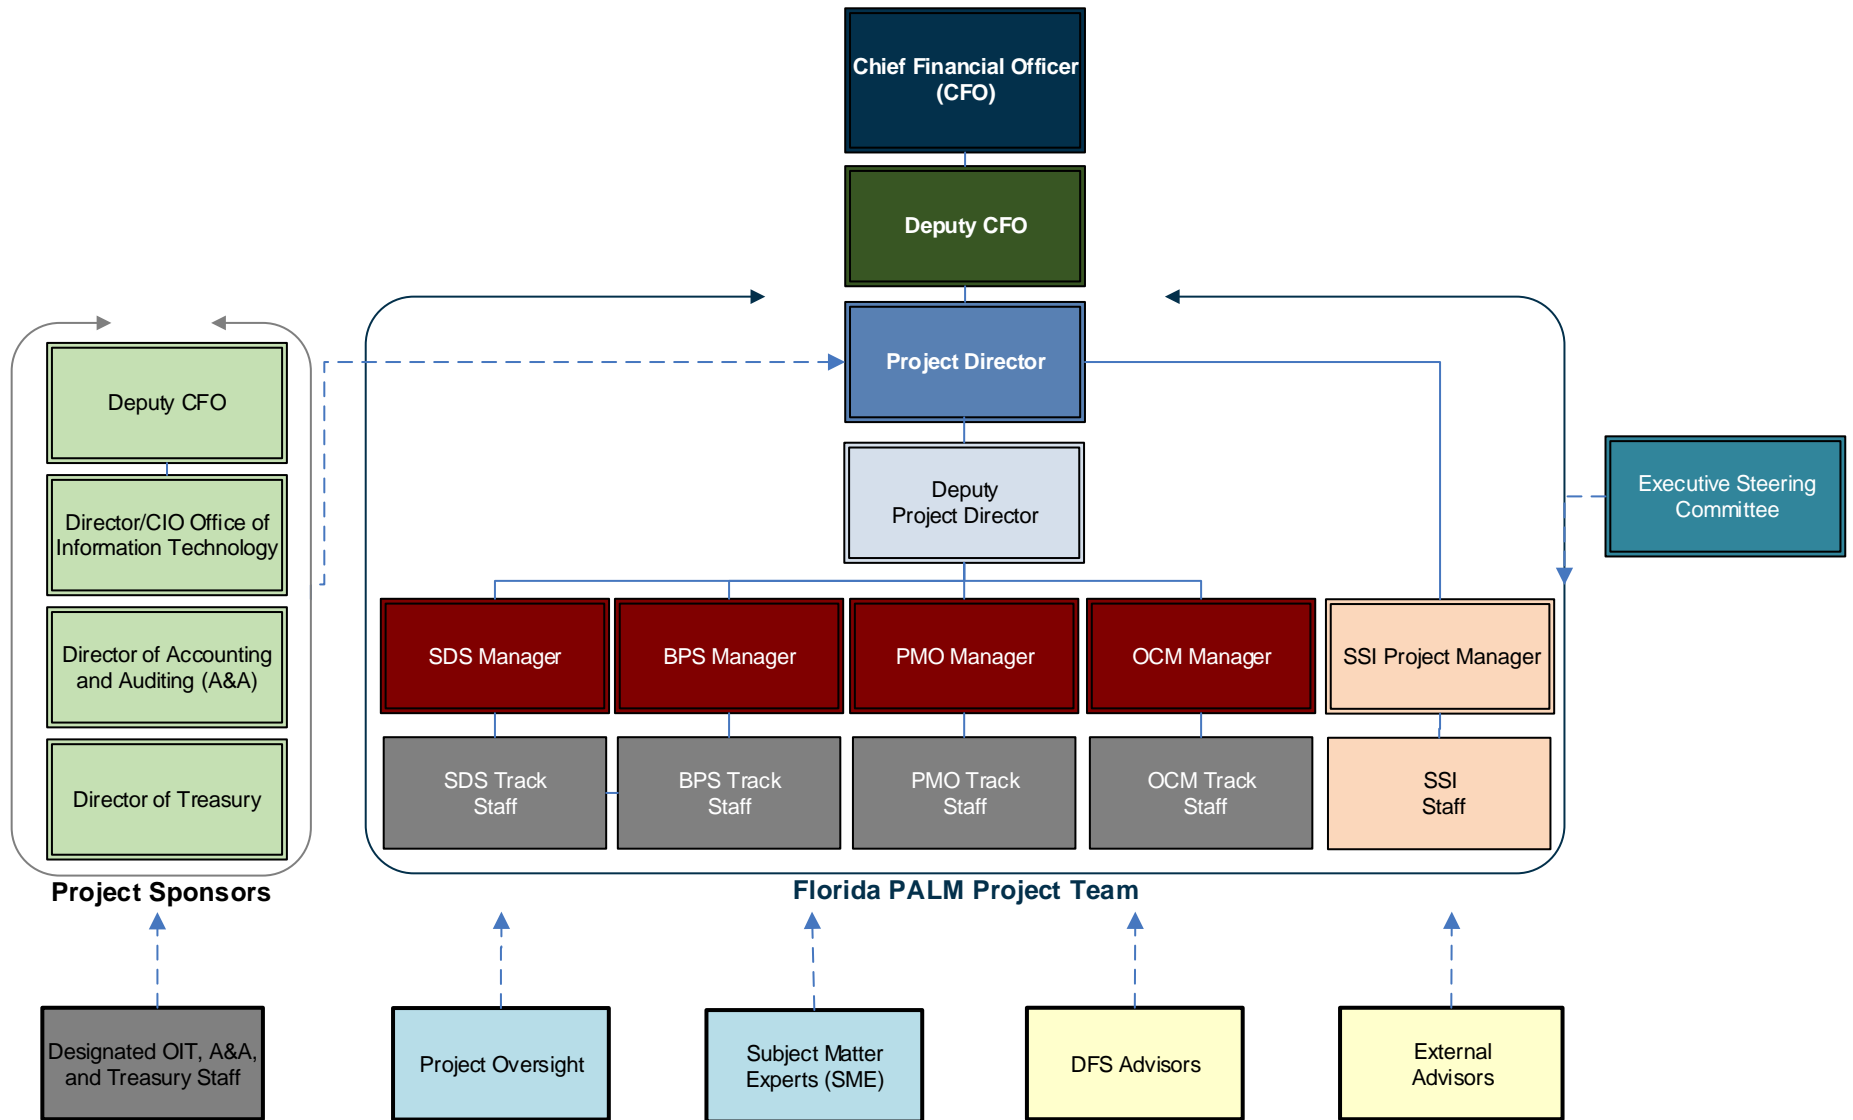 Chief Financial Officer
(CFO)
Deputy CFO
Project Director
Deputy
Project Director
Deputy CFO
Director/CIO Office of
Information Technology
Director of Accounting
and Auditing (A&A)
Director of Treasury
Project Sponsors
Executive Steering
Committee
SDS Manager
BPS Manager
PMO Manager
OCM Manager
SSI Project Manager
SDS Track
Staff
BPS Track
Staff
PMO Track
Staff
OCM Track
Staff
SSI
Staff
Florida PALM Project Team
Designated OIT, A&A,
and Treasury Staff
Project Oversight
Subject Matter
Experts (SME)
DFS Advisors
External
Advisors